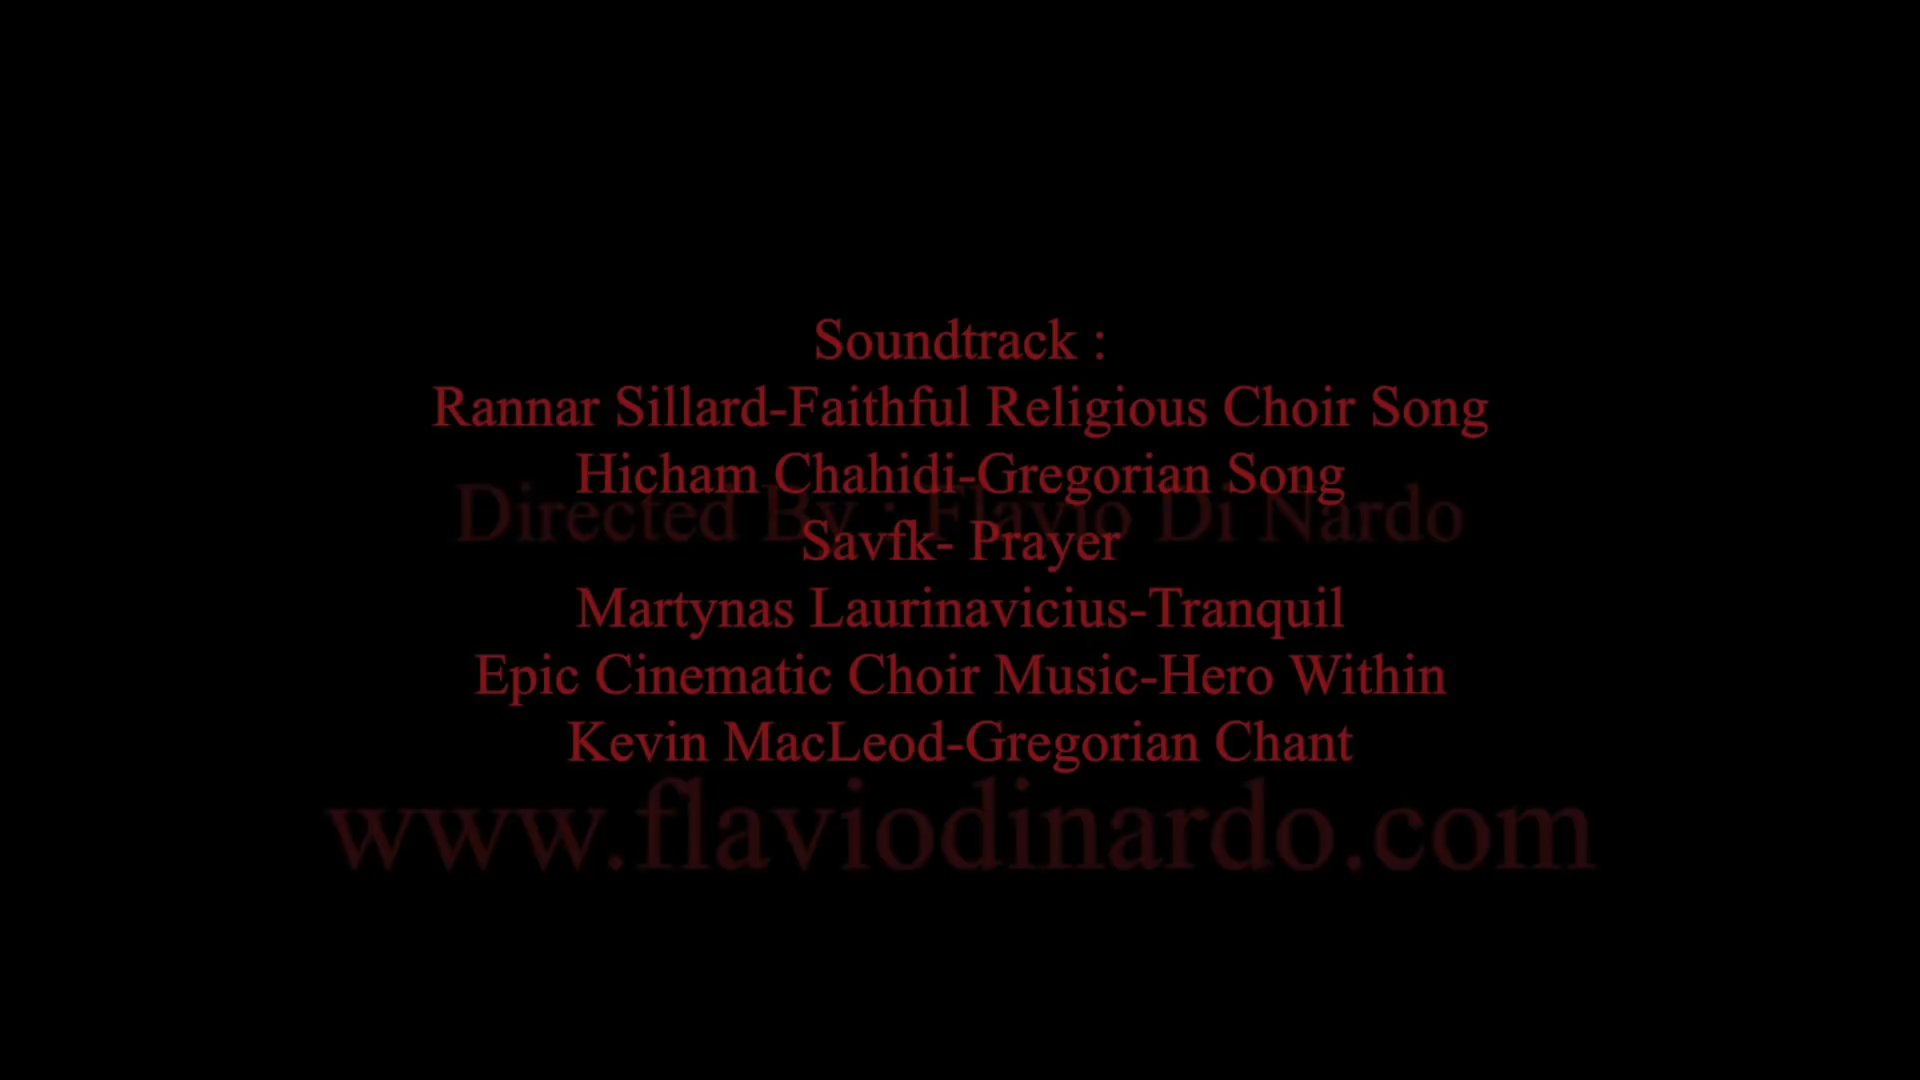 Soundtrack :
Rannar Sillard-Faithful Religious Choir Song
Hicham Chahidi-Gregorian Song
Directed By : Flavio Di Nardo
Savfk- Prayer
Martynas Laurinavicius-Tranquil
Epic Cinematic Choir Music-Hero Within
Kevin MacLeod-Gregorian Chant
www.flaviodinardo.com